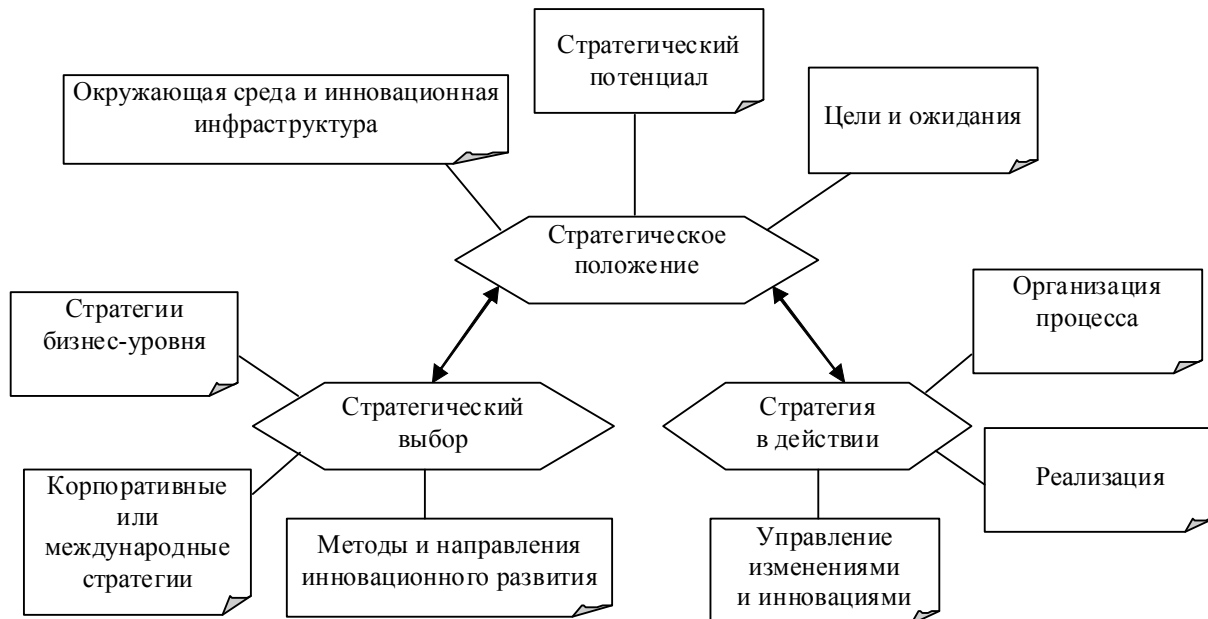 Стратегический
потенциал
Окружающая среда и инновационная
инфраструктура
Цели и ожидания
Стратегическое
положение
Стратегии
бизнес-уровня
Организация
процесса
Стратегический
выбор
Стратегия
в действии
Корпоративные
или
международные
стратегии
Методы и направления
инновационного развития
Управление
изменениями
и инновациями
Реализация